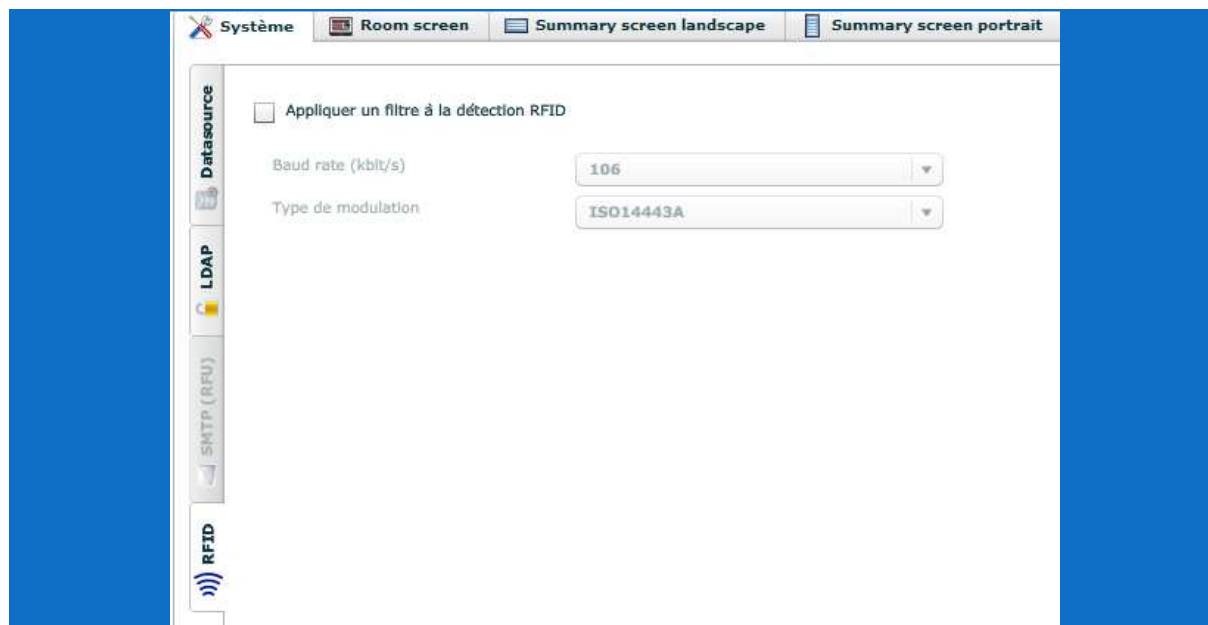 Système
Room screen
Summary screen landscape
Summary screen portrait
Datasource
LDAP
SMTP (RFU)
RFID
Appliquer un filtre à la détection RFID
Baud rate (kbit/s)
106
Type de modulation
ISO14443A